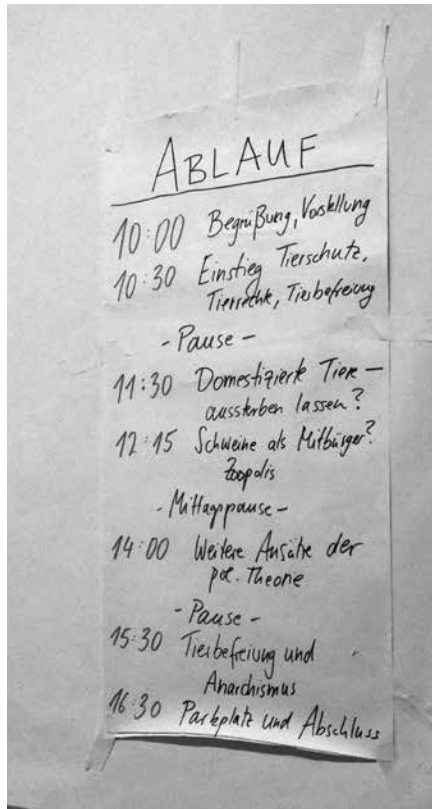 ABLAUF
10:00 Begrüßung, Vorstellung
10:30 Einstieg Tierschutz,
Tierrechte, Tierbefreiung
- Pause -
11:30 Domestizierte Tiere –
aussterben lassen?
12:15 Schweine als Mitbürger?
Zoopolis
- Mittagspause -
14:00 Weitere Ansätze der
pol. Theorie
- Pause -
15:30 Tierbefreiung und
Anarchismus
16:30 Parkplatz und Abschluss